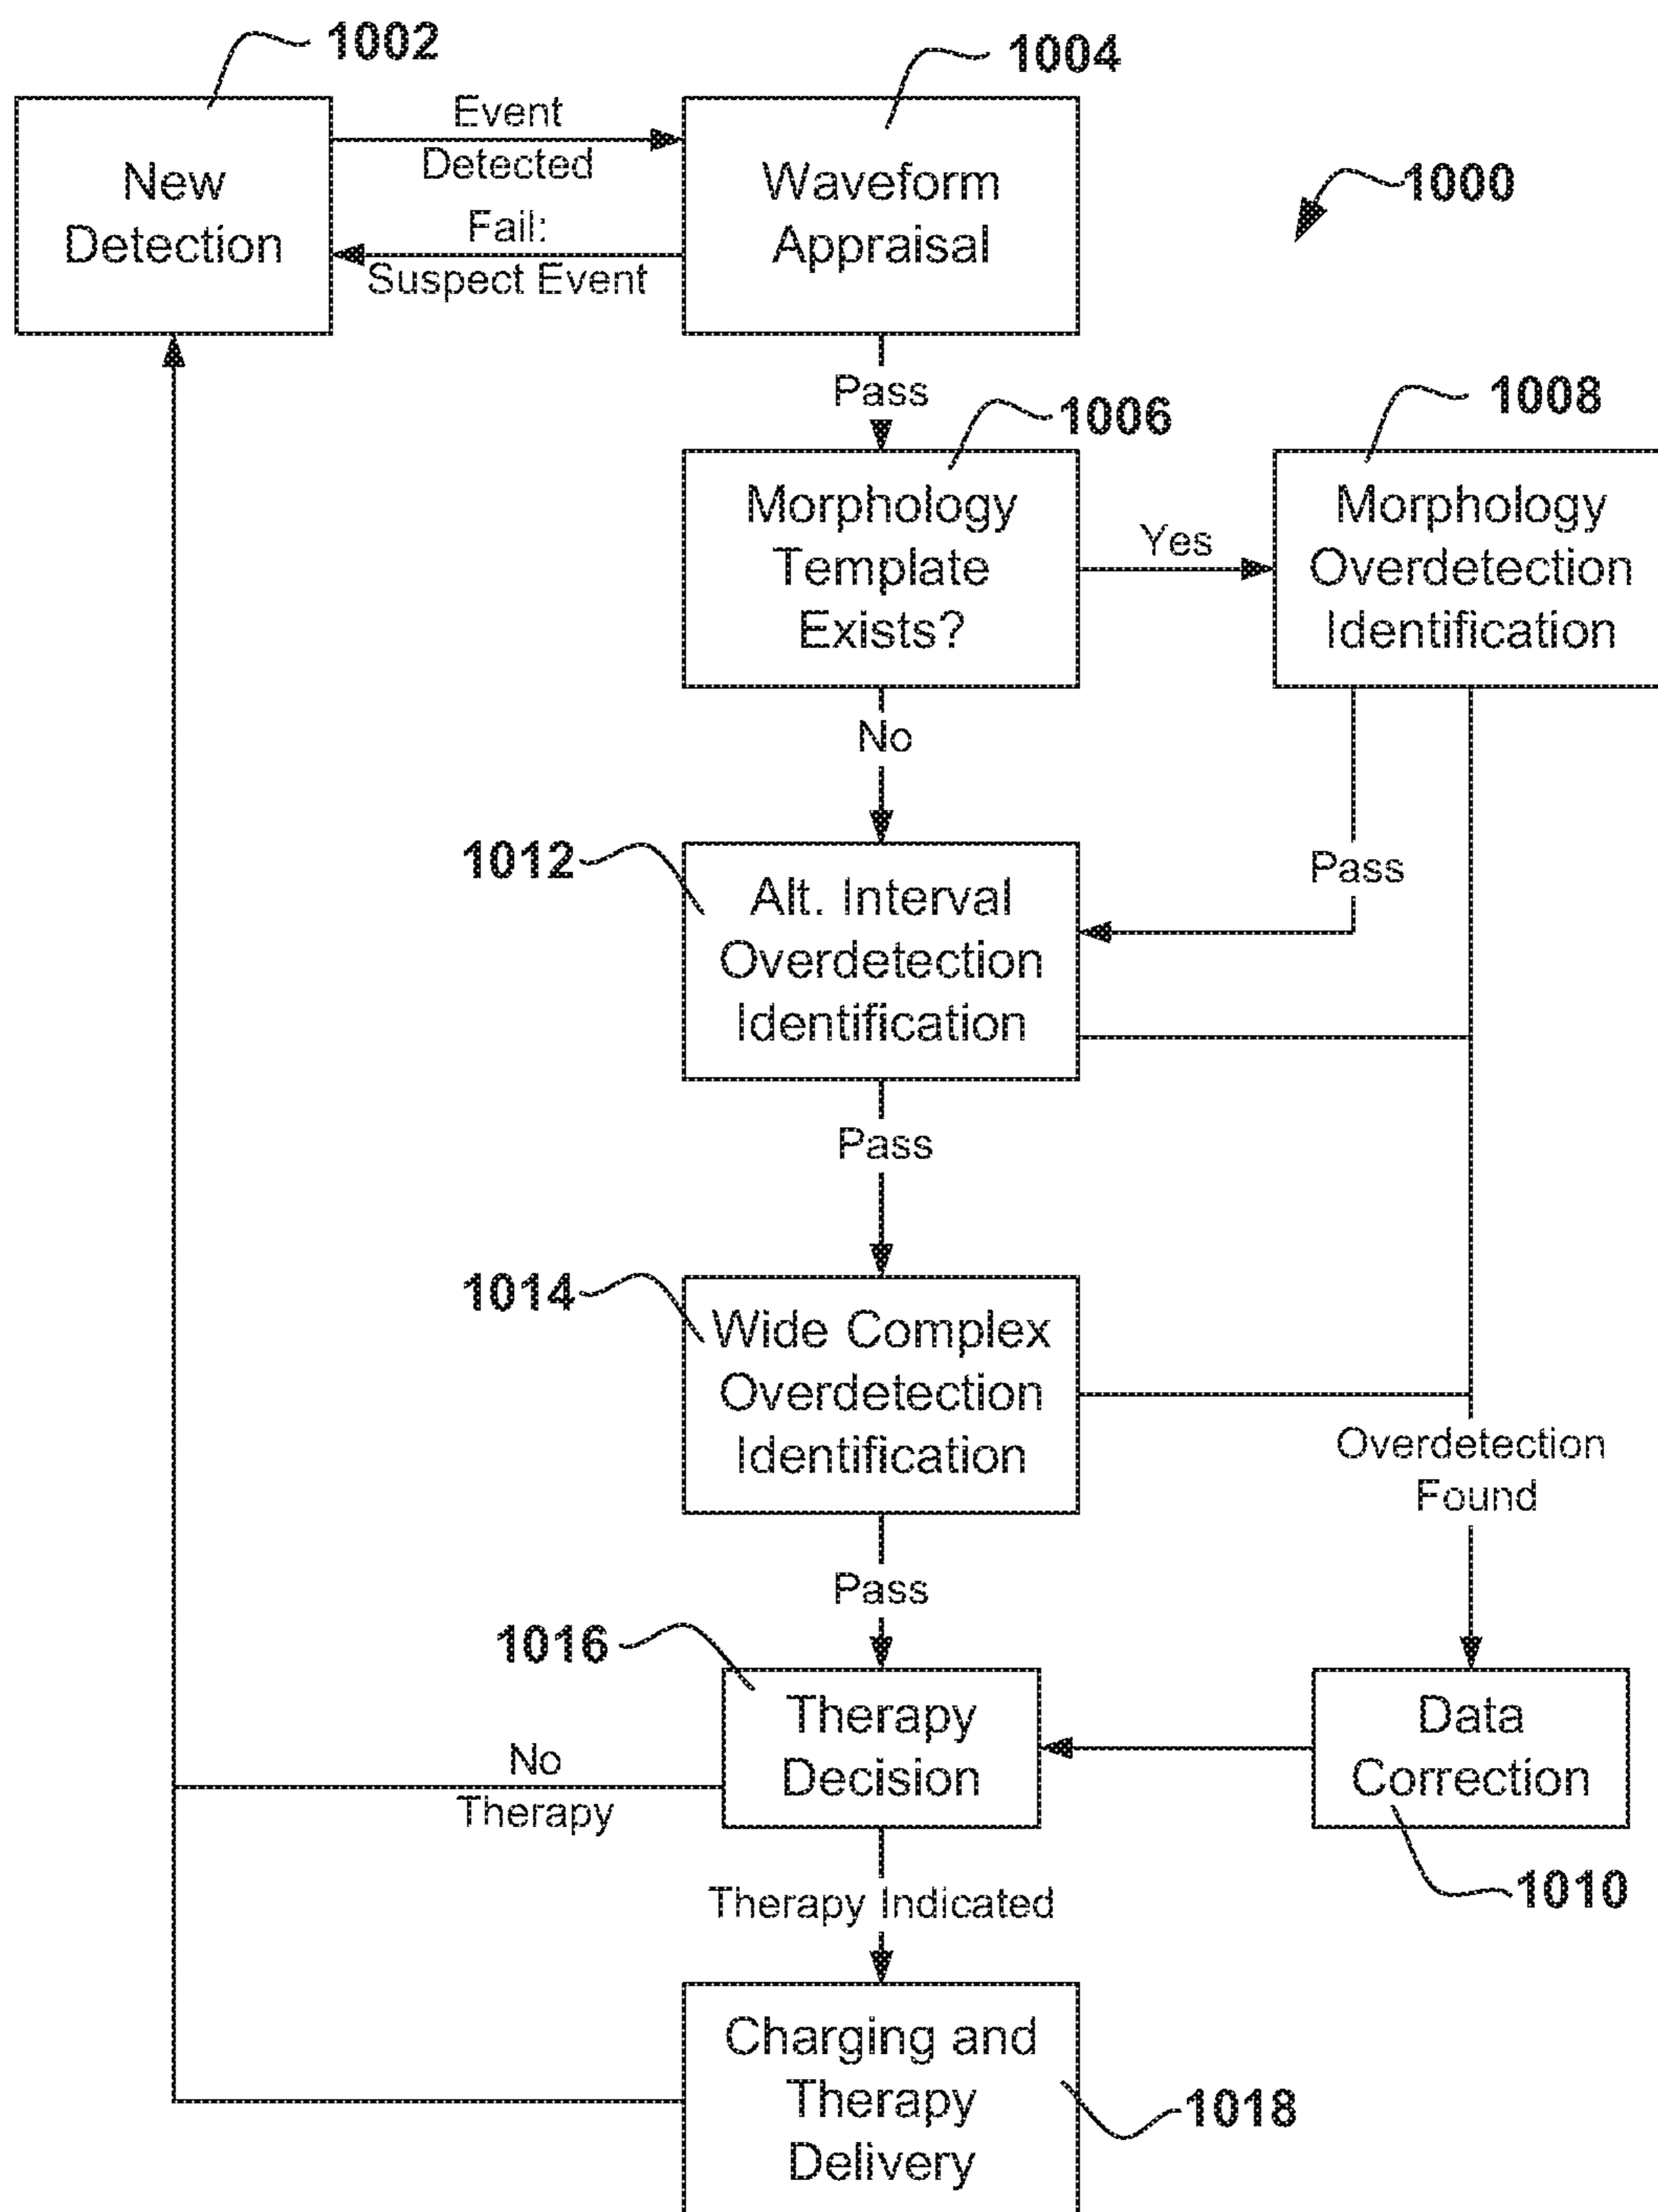 1002
1004
1000
New
Detection
Event
Detected
Fail:
Suspect Event
Waveform
Appraisal
Pass
1006
1008
Morphology
Template
Exists?
Yes
Morphology
Overdetection
Identification
No
Pass
1012
Alt. Interval
Overdetection
Identification
Pass
1014
Wide Complex
Overdetection
Identification
Overdetection
Found
Pass
1016
Therapy
Decision
Data
Correction
1010
No
Therapy
Therapy Indicated
Charging and
Therapy
Delivery
1018